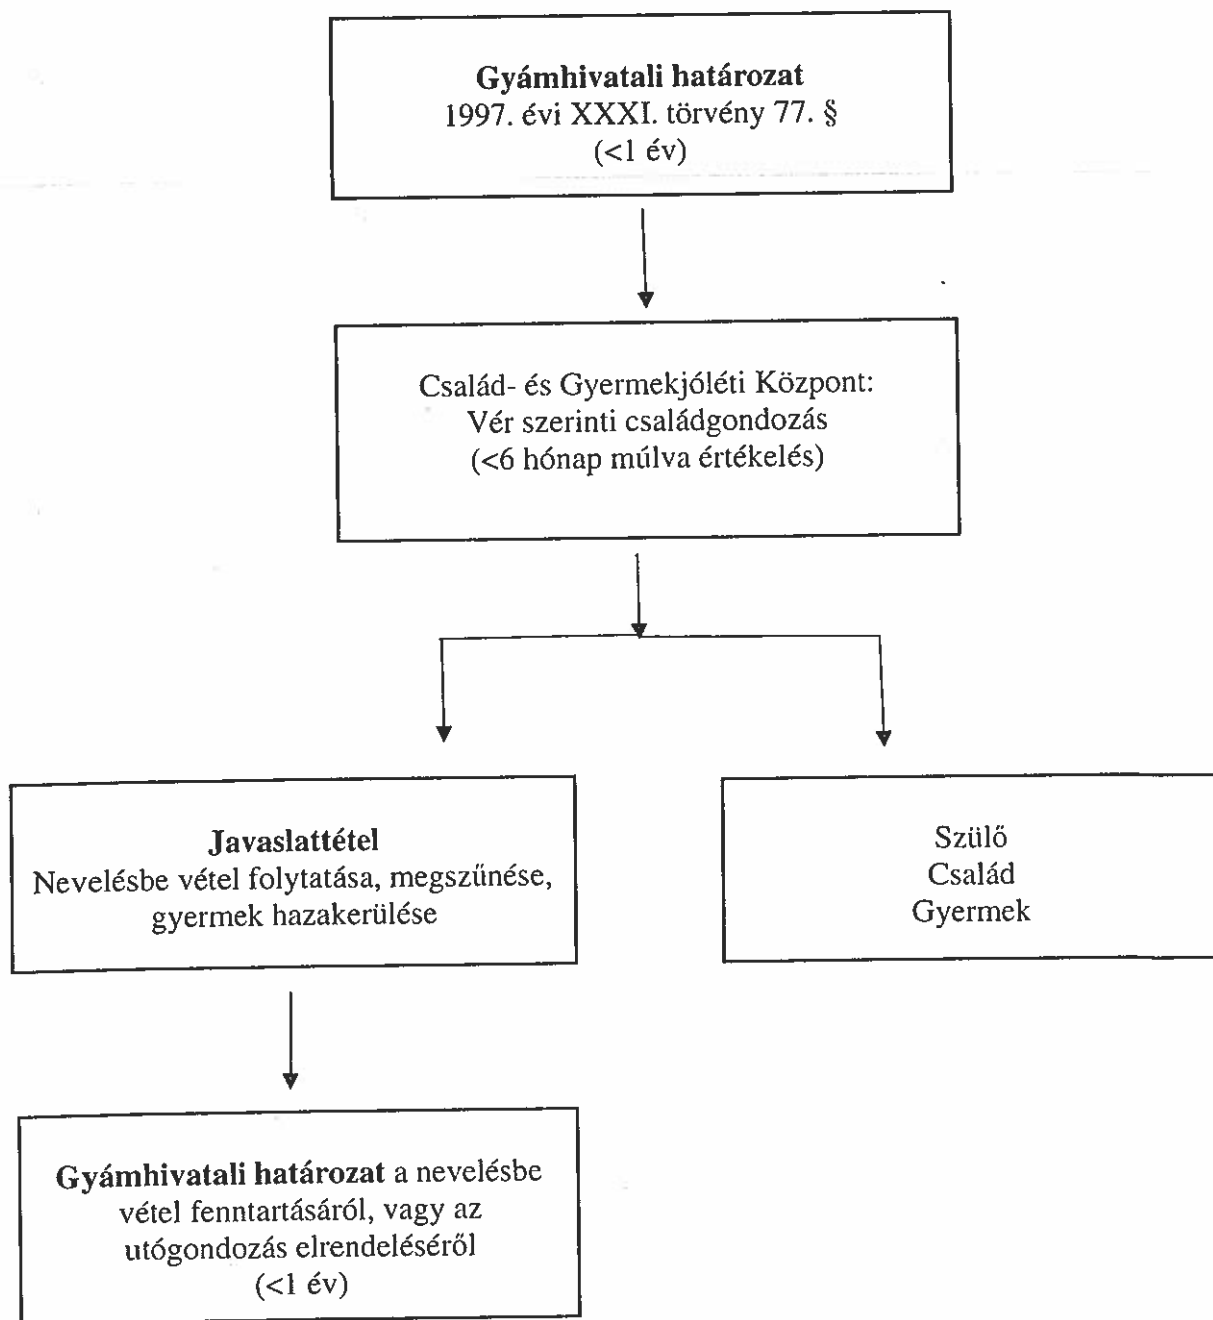 Gyámhivatali határozat
1997. évi XXXI. törvény 77. §
(<1 év)
Család- és Gyermekjóléti Központ:
Vér szerinti családgondozás
(<6 hónap múlva értékelés)
Javaslattétel
Nevelésbe vétel folytatása, megszűnése,
gyermek hazakerülése
Szülő
Család
Gyermek
Gyámhivatali határozat a nevelésbe
vétel fenntartásáról, vagy az
utógondozás elrendeléséről
(<1 év)